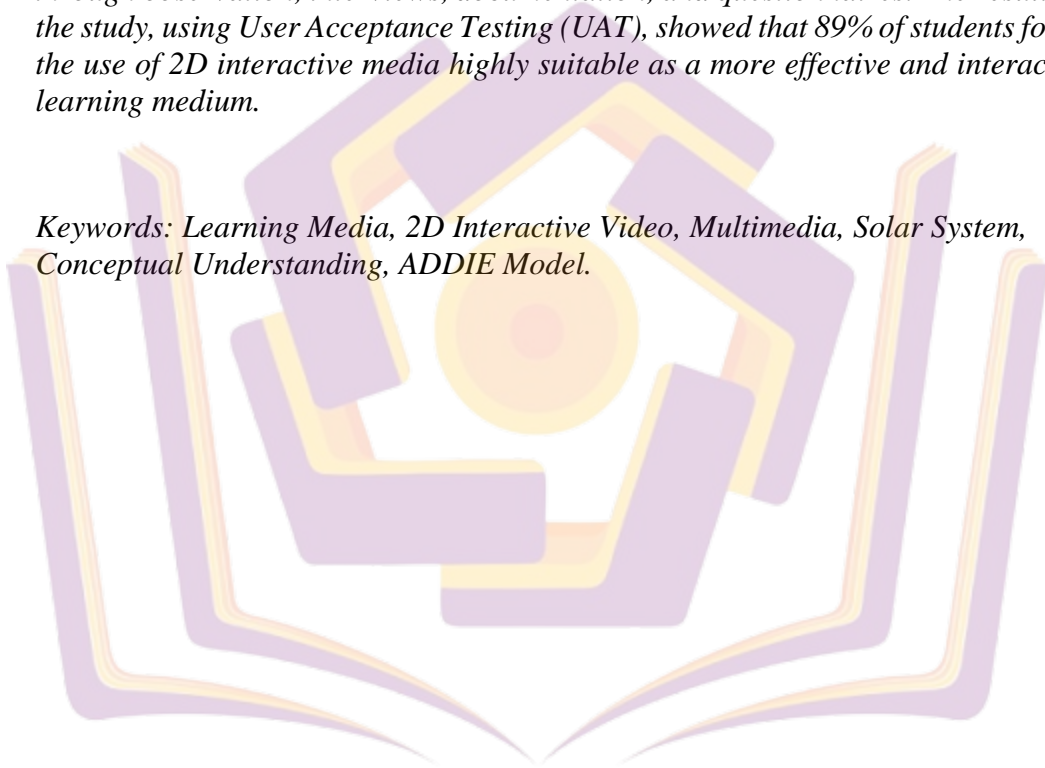 the study, using User Acceptance Testing (UAT), showed that 89% of students
the use of 2D interactive media highly suitable as a more effective and
learning medium.
Keywords: Learning Media, 2D Interactive Video, Multimedia, Solar System,
Conceptual Understanding, ADDIE Model.